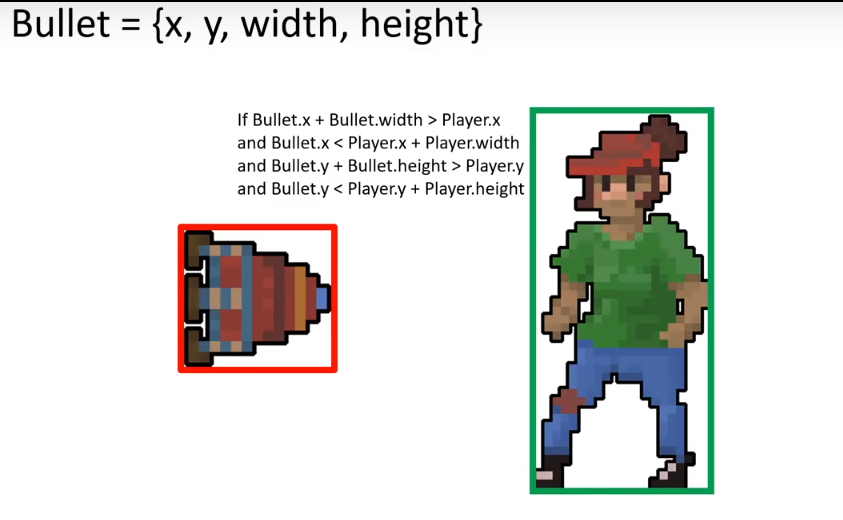 Bullet = {x, y, width, height}
If Bullet.x + Bullet.width > Player.x
and Bullet.x < Player.x + Player.width
and Bullet.y + Bullet.height > Player.y
and Bullet.y < Player.y + Player.height